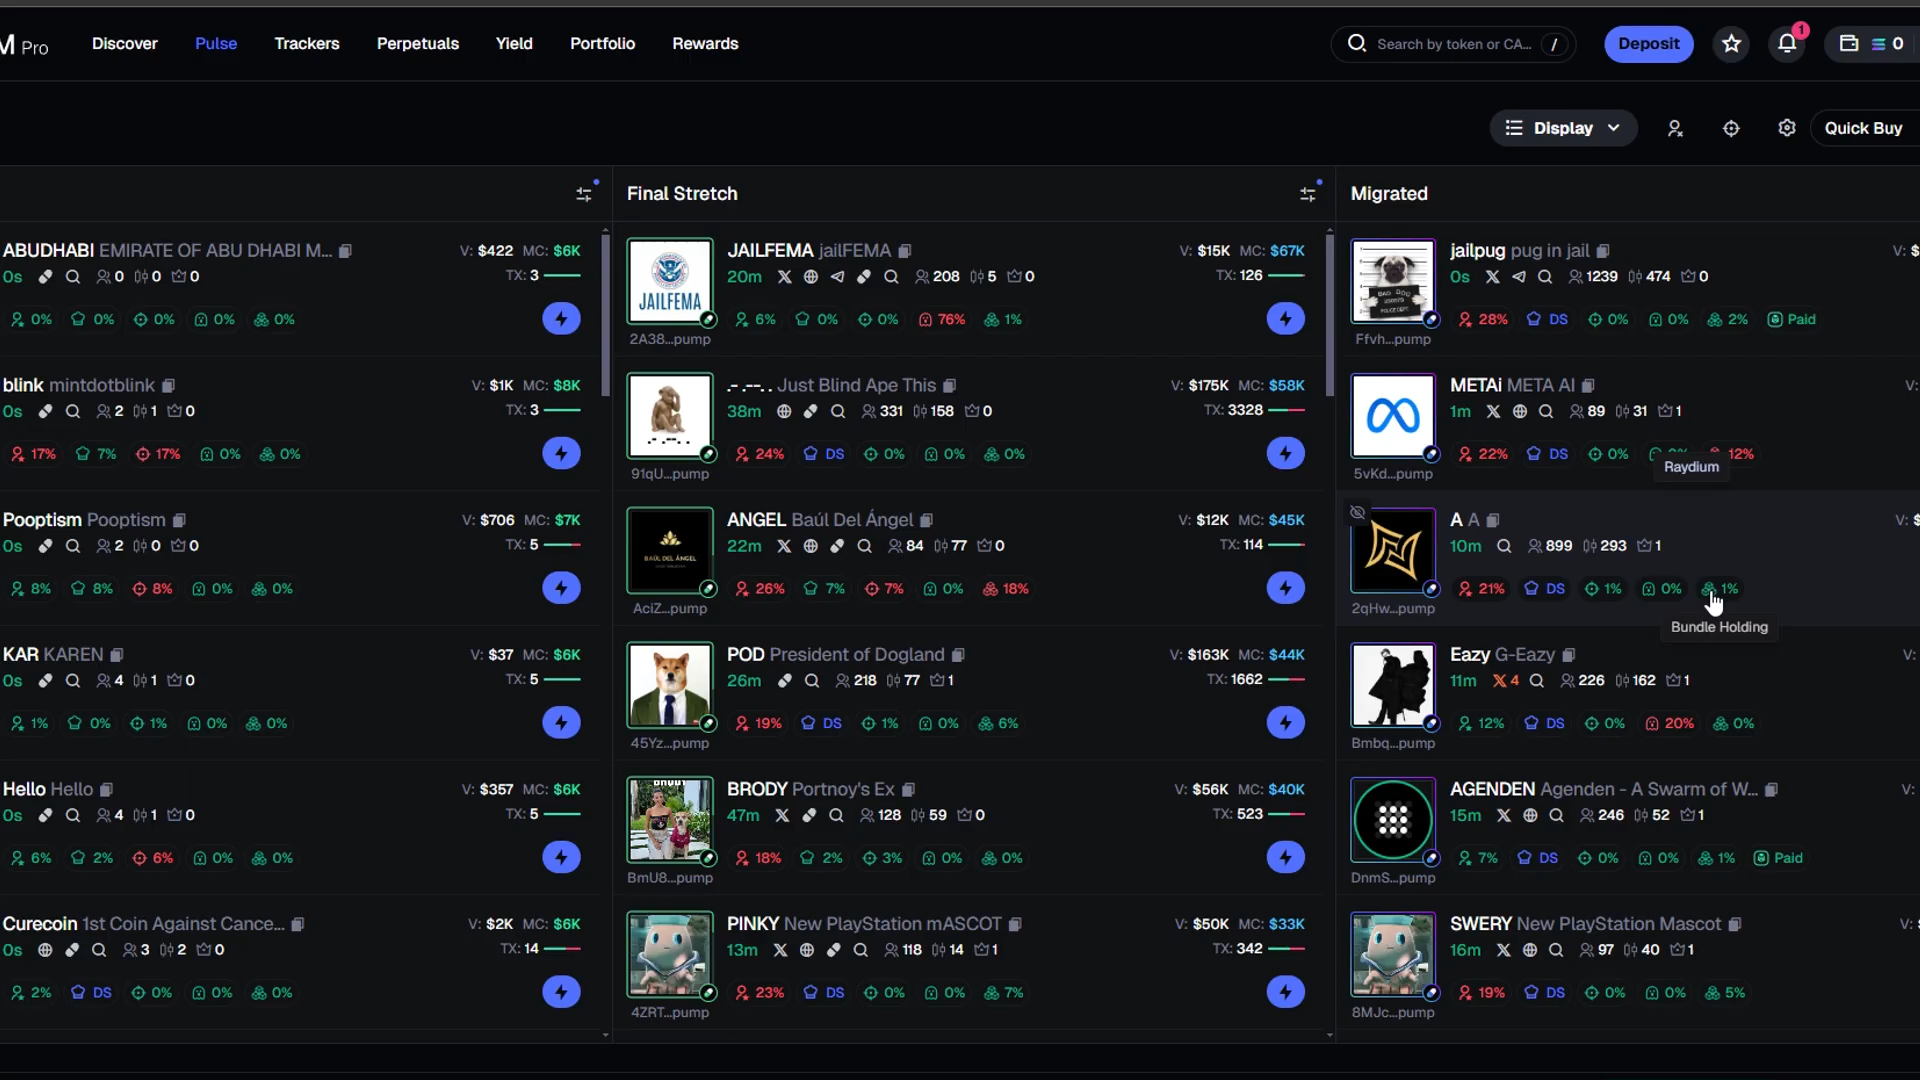 M Pro
Discover
Pulse
Trackers
Perpetuals
Yield
Portfolio
Rewards
Search by token or CA... /
Deposit
1
0
Display
Quick Buy
ABUDHABI EMIRATE OF ABU DHABI M...
V: $422 MC: $6K
0s 0 0 0
TX: 3
0% 0% 0% 0% 0%
blink mintdotblink
V: $1K MC: $8K
0s 2 1 0
TX: 3
17% 7% 17% 0% 0%
Pooptism Pooptism
V: $706 MC: $7K
0s 2 0 0
TX: 5
8% 8% 8% 0% 0%
KAR KAREN
V: $37 MC: $6K
0s 4 1 0
TX: 5
1% 0% 1% 0% 0%
Hello Hello
V: $357 MC: $6K
0s 4 1 0
TX: 5
6% 2% 6% 0% 0%
Curecoin 1st Coin Against Cance...
V: $2K MC: $6K
0s 3 2 0
TX: 14
2% DS 0% 0% 0%
Final Stretch
JAILFEMA
JAILFEMA jailFEMA
V: $15K MC: $67K
20m 208 5 0
TX: 126
6% 0% 0% 76% 1%
2A38...pump
.- .--. . Just Blind Ape This
V: $175K MC: $58K
38m 331 158 0
TX: 3328
24% DS 0% 0% 0%
91qU...pump
BAÚL DEL ÁNGEL
ANGEL Baúl Del Ángel
V: $12K MC: $45K
22m 84 77 0
TX: 114
26% 7% 7% 0% 18%
AciZ...pump
POD President of Dogland
V: $163K MC: $44K
26m 218 77 1
TX: 1662
19% DS 1% 0% 6%
45Yz...pump
BRODY
BRODY Portnoy's Ex
V: $56K MC: $40K
47m 128 59 0
TX: 523
18% 2% 3% 0% 0%
BmU8...pump
PINKY New PlayStation mASCOT
V: $50K MC: $33K
13m 118 14 1
TX: 342
23% DS 0% 0% 7%
4ZRT...pump
Migrated
BAD DOG
jailpug pug in jail
V: $
0s 1239 474 0
28% DS 0% 0% 2% Paid
Ffvh...pump
METAi META AI
V:
1m 89 31 1
22% DS 0% 12%
5vKd...pump
Raydium
A A
V: $
10m 899 293 1
21% DS 1% 0% 1%
2qHw...pump
Bundle Holding
Eazy G-Eazy
V:
11m 4 226 162 1
12% DS 0% 20% 0%
Bmbq...pump
AGENDEN Agenden - A Swarm of W...
V:
15m 246 52 1
7% DS 0% 0% 1% Paid
DnmS...pump
SWERY New PlayStation Mascot
V:
16m 97 40 1
19% DS 0% 0% 5%
8MJc...pump